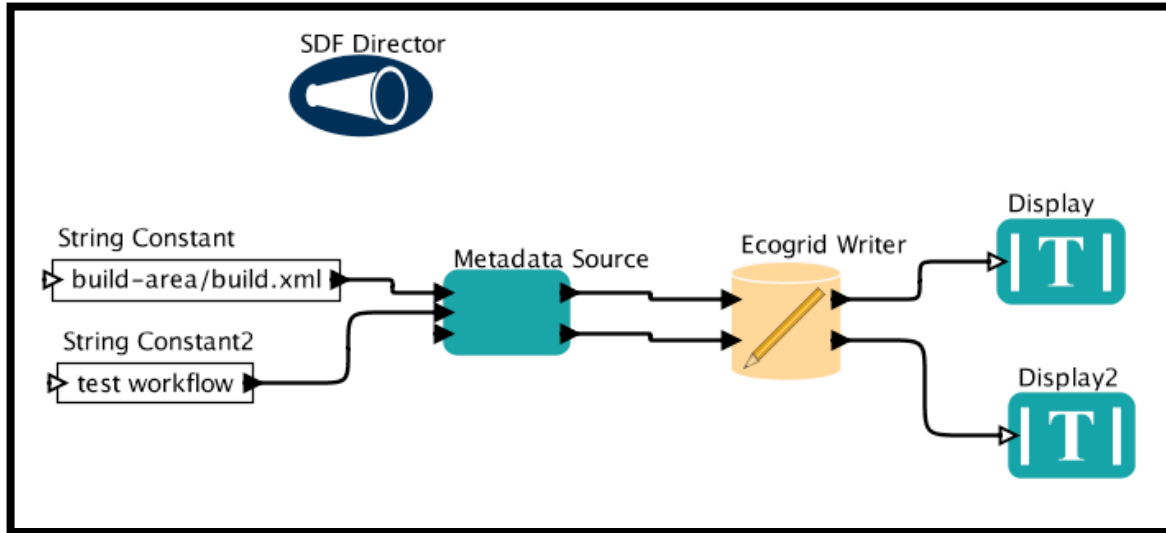 SDF Director
String Constant
build-area/build.xml
String Constant2
test workflow
Metadata Source
Ecogrid Writer
Display
T
Display2
T